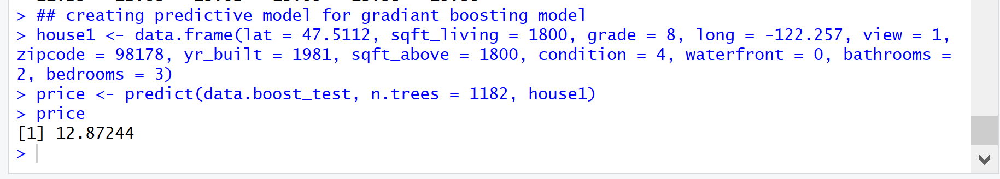 > ## creating predictive model for gradiant boosting model
> house1 <- data.frame(lat = 47.5112, sqft_living = 1800, grade = 8, long = -122.257, view = 1,
zipcode = 98178, yr_built = 1981, sqft_above = 1800, condition = 4, waterfront = 0, bathrooms =
2, bedrooms = 3)
> price <- predict(data.boost_test, n.trees = 1182, house1)
> price
[1] 12.87244
>